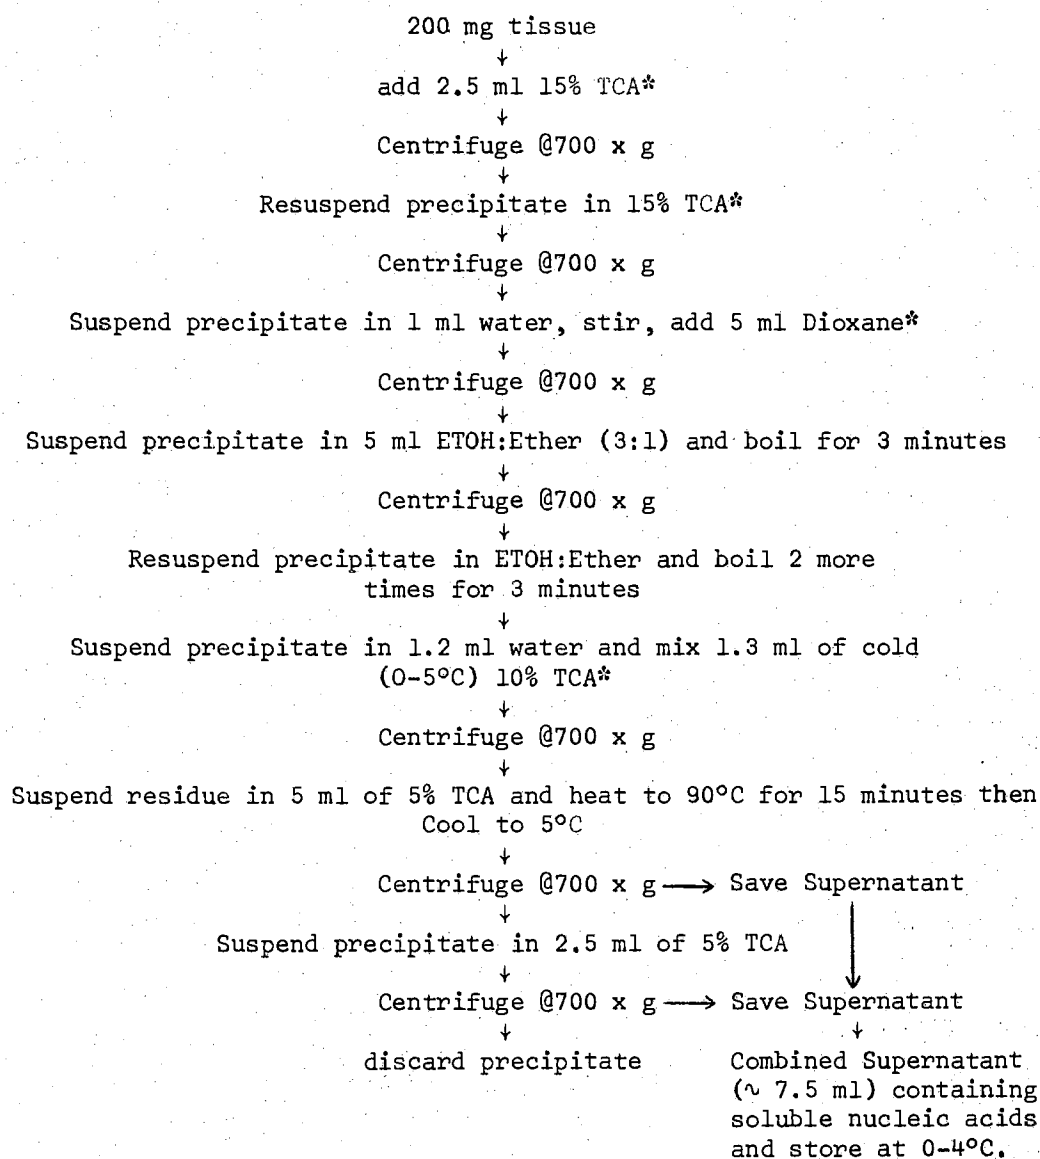 200 mg tissue
↓
add 2.5 ml 15% TCA*
↓
Centrifuge @700 x g
↓
Resuspend precipitate in 15% TCA*
↓
Centrifuge @700 x g
↓
Suspend precipitate in 1 ml water, stir, add 5 ml Dioxane*
↓
Centrifuge @700 x g
↓
Suspend precipitate in 5 ml ETOH:Ether (3:1) and boil for 3 minutes
↓
Centrifuge @700 x g
↓
Resuspend precipitate in ETOH:Ether and boil 2 more
times for 3 minutes
↓
Suspend precipitate in 1.2 ml water and mix 1.3 ml of cold
(0-5°C) 10% TCA*
↓
Centrifuge @700 x g
↓
Suspend residue in 5 ml of 5% TCA and heat to 90°C for 15 minutes then
Cool to 5°C
↓
Centrifuge @700 x g → Save Supernatant
↓
Suspend precipitate in 2.5 ml of 5% TCA
↓
Centrifuge @700 x g → Save Supernatant
↓ ↓
discard precipitate
Combined Supernatant
(~ 7.5 ml) containing
soluble nucleic acids
and store at 0-4°C.